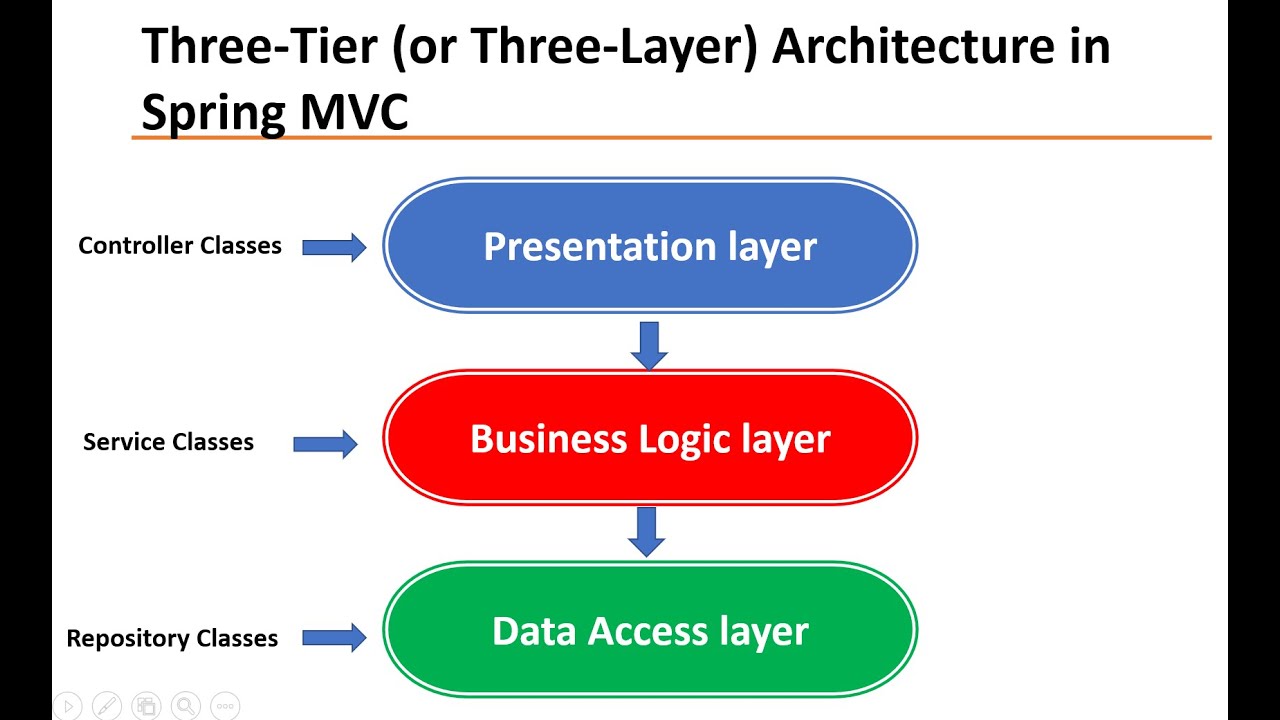 Three-Tier (or Three-Layer) Architecture in
Spring MVC
Controller Classes
Presentation layer
Service Classes
Business Logic layer
Repository Classes
Data Access layer